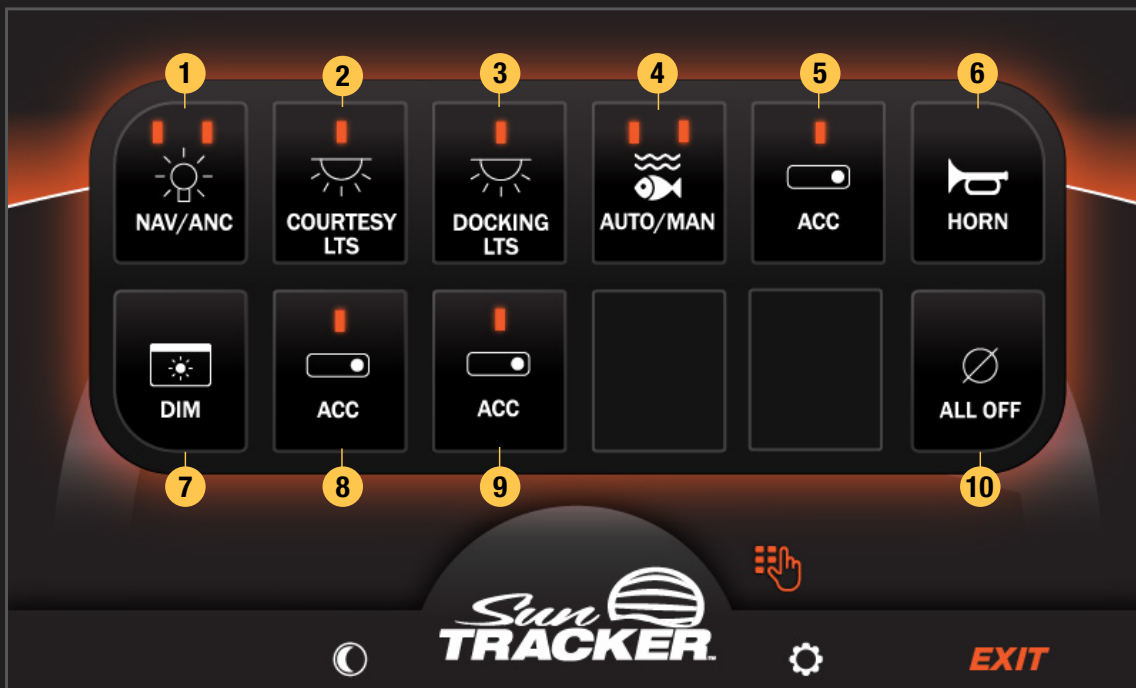 1
2
3
4
5
6
NAV/ANC
COURTESY
LTS
DOCKING
LTS
AUTO/MAN
ACC
HORN
DIM
ACC
ACC
ALL OFF
7
8
9
10
Sun
TRACKER™
EXIT